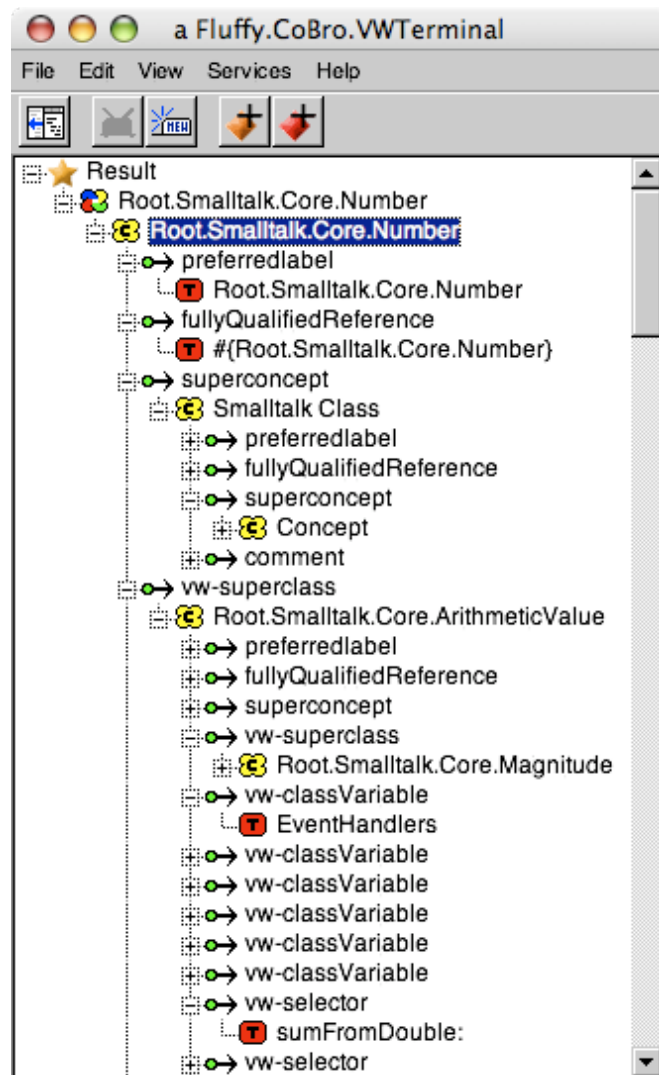 a Fluffy.CoBro.VWTerminal
File Edit View Services Help
NEW
Result
Root.Smalltalk.Core.Number
C Root.Smalltalk.Core.Number
preferredlabel
T Root.Smalltalk.Core.Number
fullyQualifiedReference
T #{Root.Smalltalk.Core.Number}
superconcept
C Smalltalk Class
preferredlabel
fullyQualifiedReference
superconcept
C Concept
comment
vw-superclass
C Root.Smalltalk.Core.ArithmeticValue
preferredlabel
fullyQualifiedReference
superconcept
vw-superclass
C Root.Smalltalk.Core.Magnitude
vw-classVariable
T EventHandlers
vw-classVariable
vw-classVariable
vw-classVariable
vw-classVariable
vw-classVariable
vw-selector
T sumFromDouble:
vw-selector